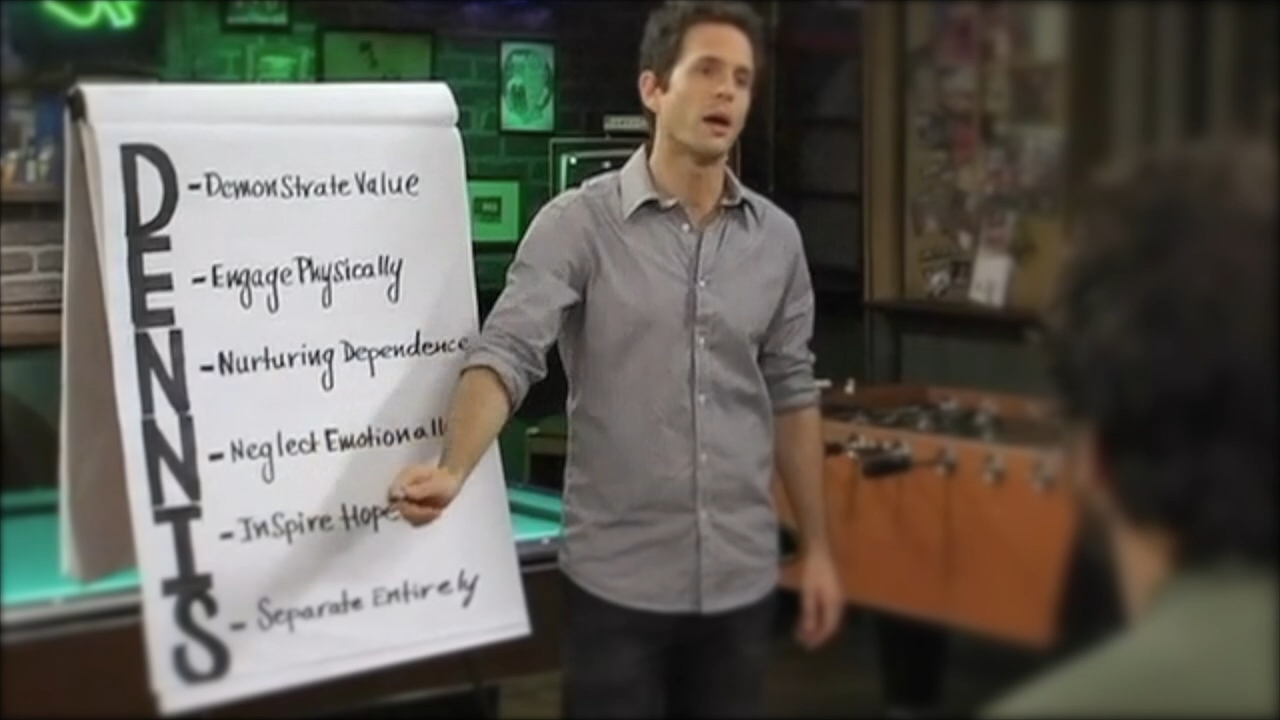 D - Demonstrate Value
E - Engage Physically
N - Nurturing Dependence
N - Neglect Emotionall
I - Inspire Hope
S - Separate Entirely